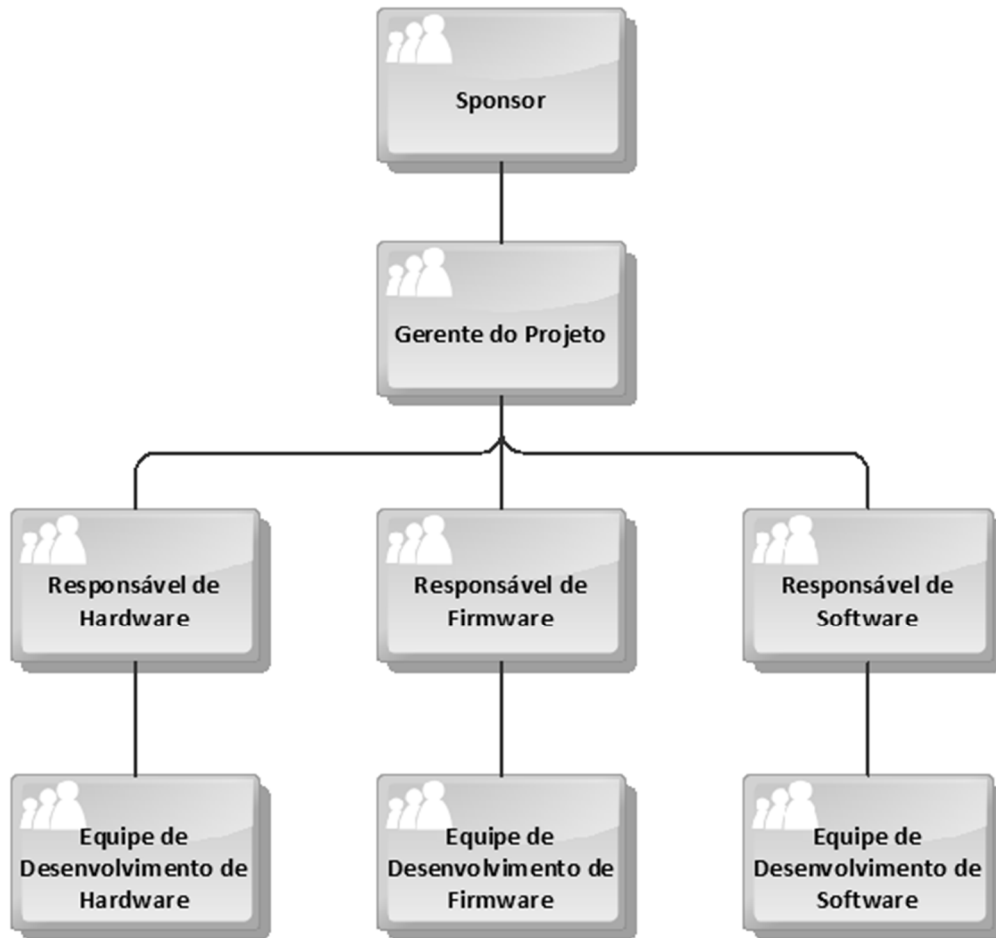 Sponsor
Gerente do Projeto
Responsável de
Hardware
Responsável de
Firmware
Responsável de
Software
Equipe de
Desenvolvimento de
Hardware
Equipe de
Desenvolvimento de
Firmware
Equipe de
Desenvolvimento de
Software